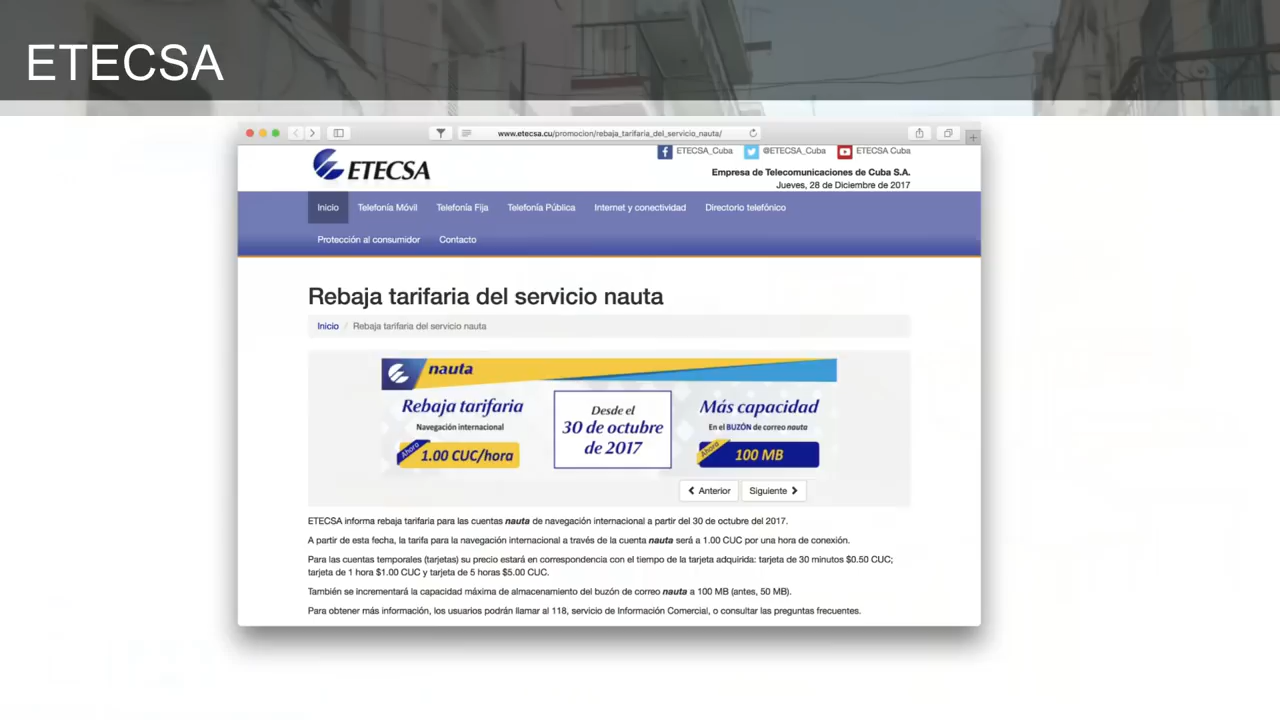 ETECSA
www.etecsa.cu/promocion/rebaja_tarifaria_del_servicio_nauta/
ETECSA_Cuba @ETECSA_Cuba ETECSA Cuba
ETECSA
Empresa de Telecomunicaciones de Cuba S.A.
Jueves, 28 de Diciembre de 2017
Inicio Telefonía Móvil Telefonía Fija Telefonía Pública Internet y conectividad Directorio telefónico
Protección al consumidor Contacto
Rebaja tarifaria del servicio nauta
Inicio / Rebaja tarifaria del servicio nauta
nauta
Rebaja tarifaria
Navegación internacional
Ahora 1.00 CUC/hora
Desde el
30 de octubre
de 2017
Más capacidad
En el BUZÓN de correo nauta
Ahora 100 MB
Anterior Siguiente
ETECSA informa rebaja tarifaria para las cuentas nauta de navegación internacional a partir del 30 de octubre del 2017.
A partir de esta fecha, la tarifa para la navegación internacional a través de la cuenta nauta será a 1.00 CUC por una hora de conexión.
Para las cuentas temporales (tarjetas) su precio estará en correspondencia con el tiempo de la tarjeta adquirida: tarjeta de 30 minutos $0.50 CUC;
tarjeta de 1 hora $1.00 CUC y tarjeta de 5 horas $5.00 CUC.
También se incrementará la capacidad máxima de almacenamiento del buzón de correo nauta a 100 MB (antes, 50 MB).
Para obtener más información, los usuarios podrán llamar al 118, servicio de Información Comercial, o consultar las preguntas frecuentes.